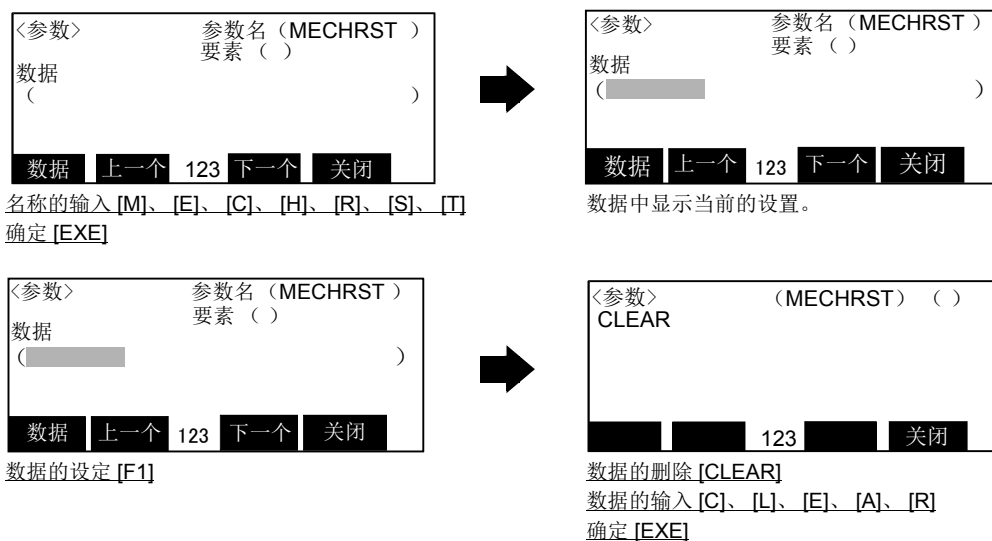 〈参数〉 参数名（MECHRST ）
要素（ ）
数据
（ ）
数据 上一个 123 下一个 关闭
名称的输入 [M]、 [E]、 [C]、 [H]、 [R]、 [S]、 [T]
确定 [EXE]
〈参数〉 参数名（MECHRST ）
要素（ ）
数据
（ ）
数据 上一个 123 下一个 关闭
数据中显示当前的设置。
〈参数〉 参数名（MECHRST ）
要素（ ）
数据
（ ）
数据 上一个 123 下一个 关闭
数据的设定 [F1]
〈参数〉 （MECHRST） （ ）
CLEAR
123 关闭
数据的删除 [CLEAR]
数据的输入 [C]、 [L]、 [E]、 [A]、 [R]
确定 [EXE]